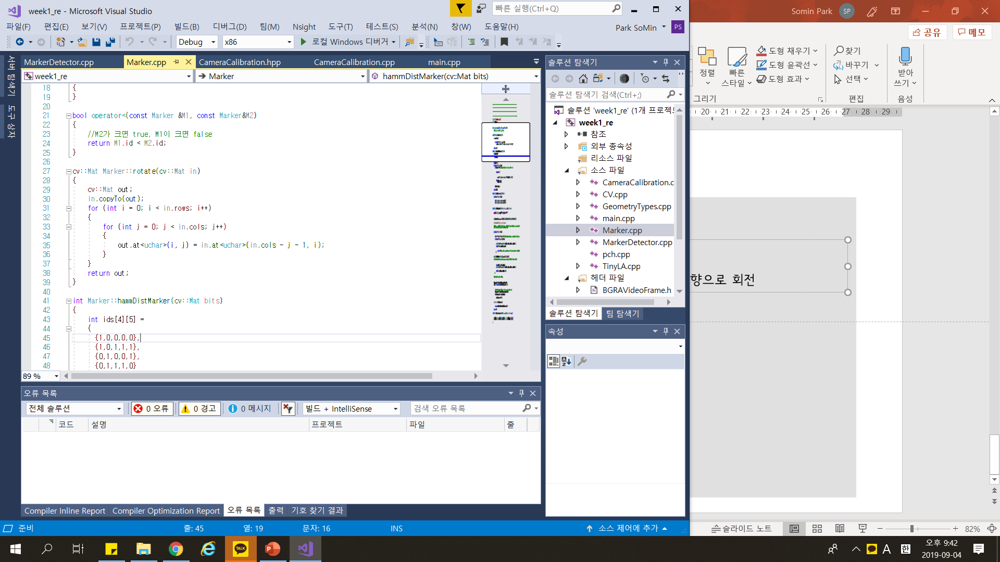 week1_re - Microsoft Visual Studio
빠른 실행(Ctrl+Q)
파일(F) 편집(E) 보기(V) 프로젝트(P) 빌드(B) 디버그(D) 팀(M) Nsight 도구(T) 테스트(S) 분석(N) 창(W) 도움말(H)
Park SoMin PS
Debug x86 로컬 Windows 디버거
서버 탐색기
도구 상자
MarkerDetector.cpp Marker.cpp CameraCalibration.hpp CameraCalibration.cpp main.cpp
week1_re Marker hammDistMarker(cv::Mat bits)
18 {
19 }
20
21 bool operator<(const Marker &M1, const Marker&M2)
22 {
23 //M2가 크면 true, M1이 크면 false
24 return M1.id < M2.id;
25 }
26
27 cv::Mat Marker::rotate(cv::Mat in)
28 {
29 cv::Mat out;
30 in.copyTo(out);
31 for (int i = 0; i < in.rows; i++)
32 {
33 for (int j = 0; j < in.cols; j++)
34 {
35 out.at<uchar>(i, j) = in.at<uchar>(in.cols - j - 1, i);
36 }
37 }
38 return out;
39 }
40
41 int Marker::hammDistMarker(cv::Mat bits)
42 {
43 int ids[4][5] =
44 {
45 {1,0,0,0,0},
46 {1,0,1,1,1},
47 {0,1,0,0,1},
48 {0,1,1,1,0}
89 %
오류 목록
전체 솔루션 0 오류 0 경고 0 메시지 빌드 + IntelliSense 검색 오류 목록
코드 설명 프로젝트 파일 줄
Compiler Inline Report Compiler Optimization Report 오류 목록 출력 기호 찾기 결과
솔루션 탐색기
솔루션 탐색기 검색(Ctrl+;)
솔루션 'week1_re' (1개 프로젝트
week1_re
참조
외부 종속성
리소스 파일
소스 파일
CameraCalibration.c
CV.cpp
GeometryTypes.cpp
main.cpp
Marker.cpp
MarkerDetector.cpp
pch.cpp
TinyLA.cpp
헤더 파일
BGRAVideoFrame.h
솔루션 탐색기 팀 탐색기
속성
준비 줄: 45 열: 19 문자: 16 INS 소스 제어에 추가
Somin Park SP
공유 메모
정렬
빠른
스타일
도형 채우기
도형 윤곽선
도형 효과
그리기
찾기
바꾸기
선택
편집
받아
쓰기
음성
20 21 22 23 24 25 26 27 28 29
향으로 회전
슬라이드 노트 82%
TALK
A 한
오후 9:42
2019-09-04